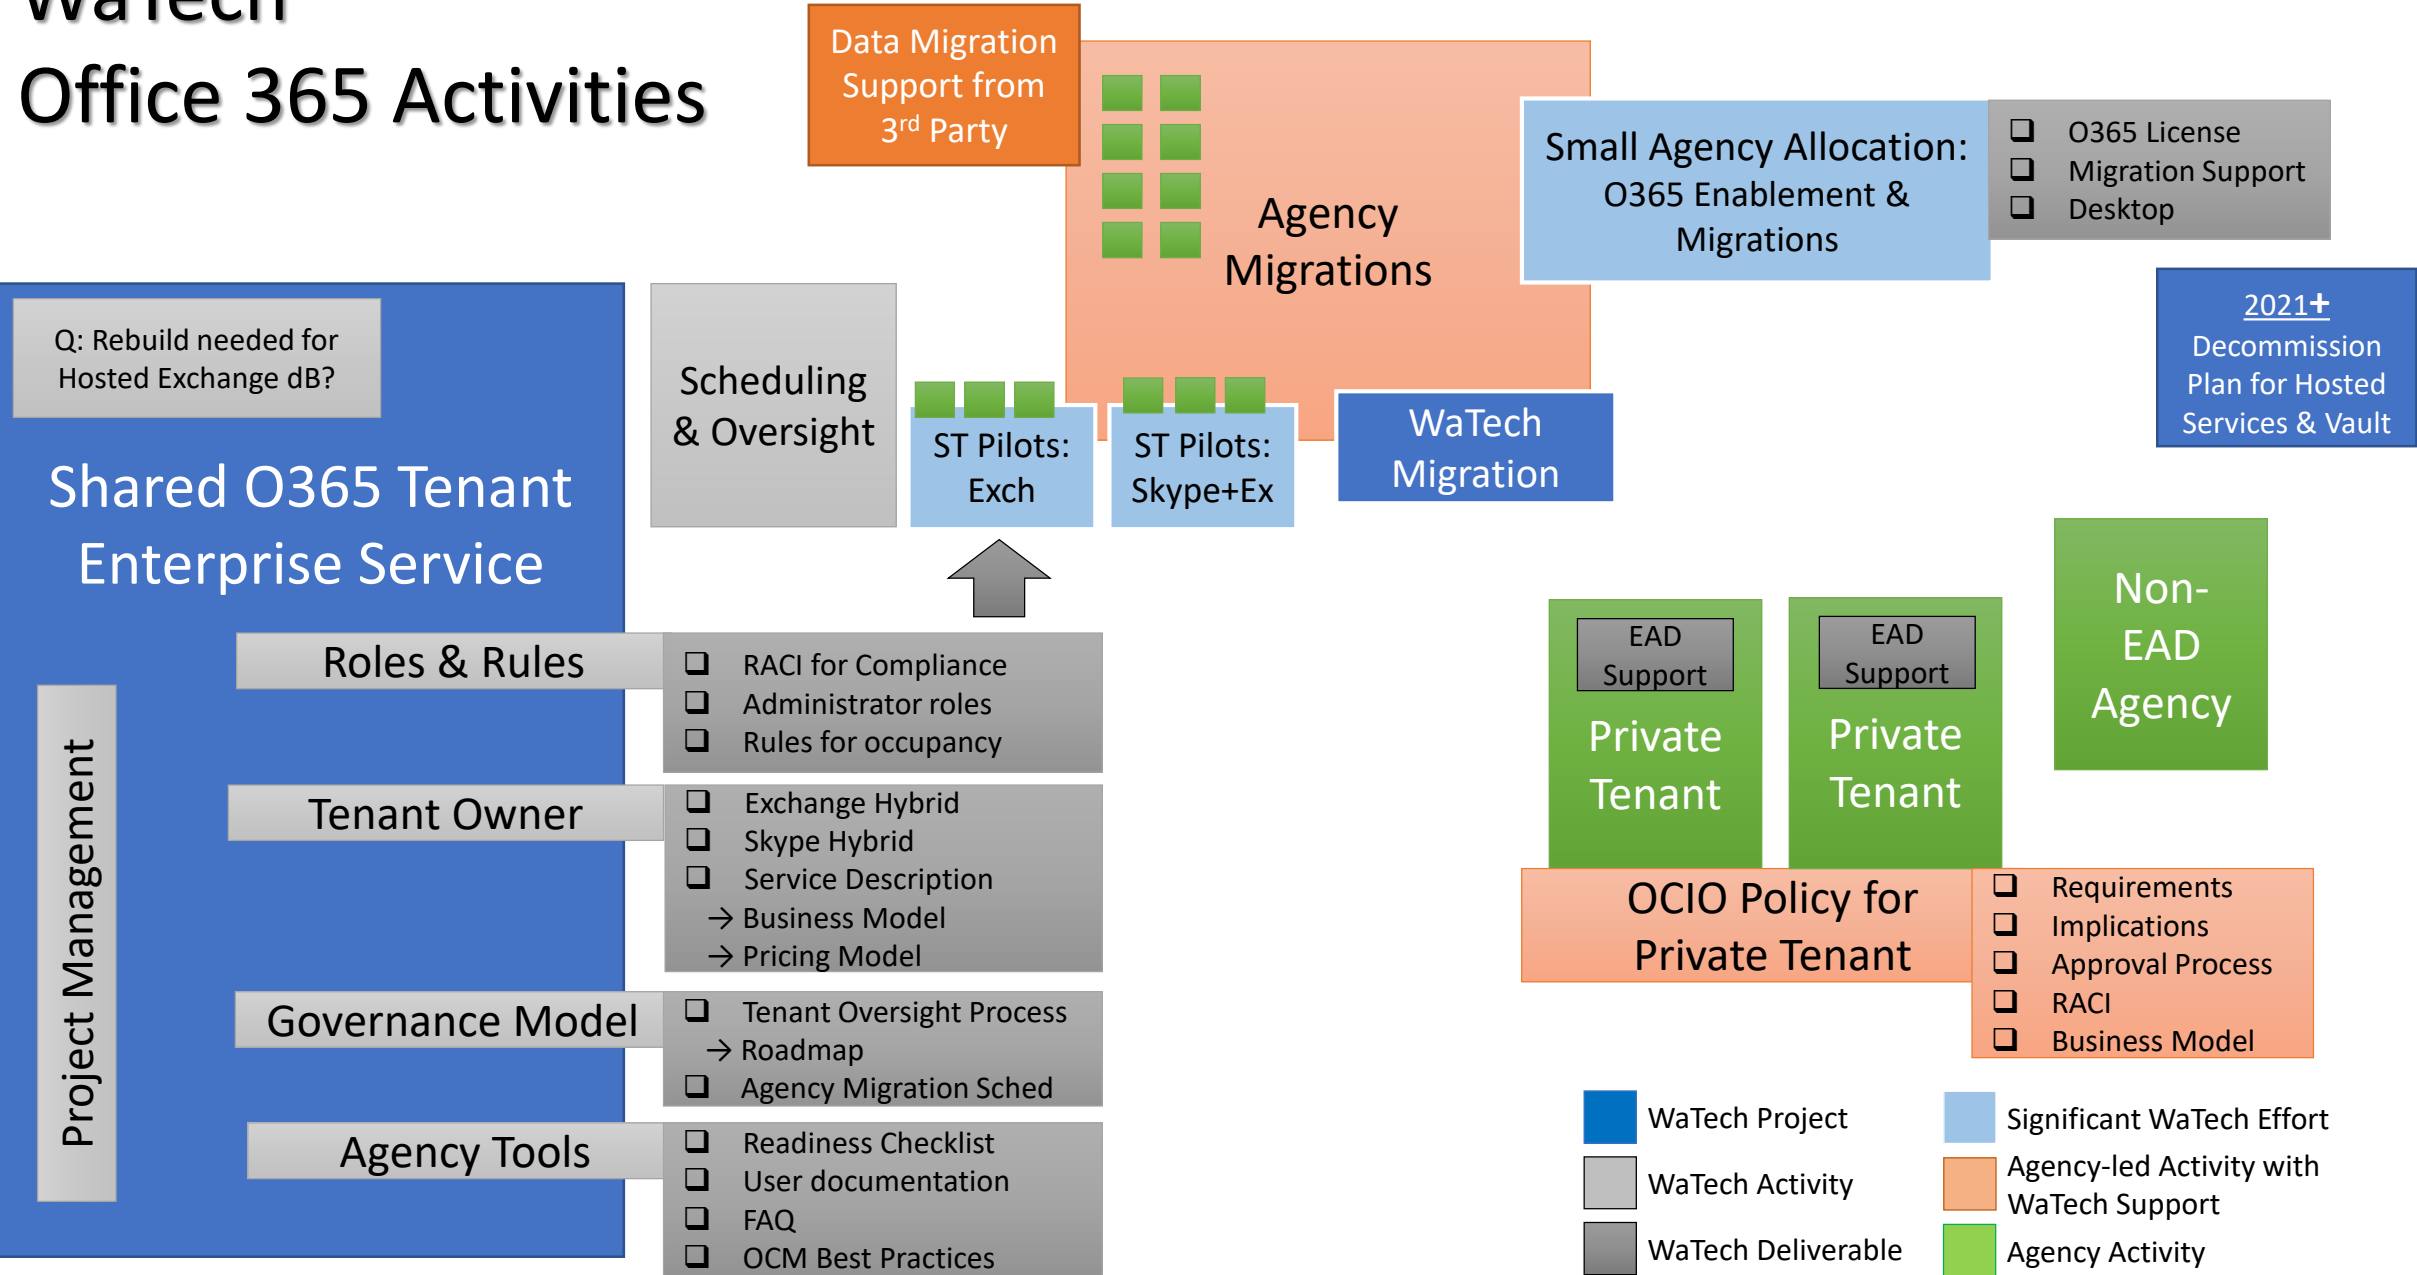 WaTech
Office 365 Activities
Data Migration
Support from
3rd Party
Agency
Migrations
Small Agency Allocation:
O365 Enablement &
Migrations
❑ O365 License
❑ Migration Support
❑ Desktop
2021+
Decommission
Plan for Hosted
Services & Vault
Q: Rebuild needed for
Hosted Exchange dB?
Shared O365 Tenant
Enterprise Service
Scheduling
& Oversight
ST Pilots:
Exch
ST Pilots:
Skype+Ex
WaTech
Migration
Project Management
Roles & Rules
❑ RACI for Compliance
❑ Administrator roles
❑ Rules for occupancy
Tenant Owner
❑ Exchange Hybrid
❑ Skype Hybrid
❑ Service Description
→ Business Model
→ Pricing Model
Governance Model
❑ Tenant Oversight Process
→ Roadmap
❑ Agency Migration Sched
Agency Tools
❑ Readiness Checklist
❑ User documentation
❑ FAQ
❑ OCM Best Practices
EAD
Support
Private
Tenant
EAD
Support
Private
Tenant
Non-
EAD
Agency
OCIO Policy for
Private Tenant
❑ Requirements
❑ Implications
❑ Approval Process
❑ RACI
❑ Business Model
WaTech Project
WaTech Activity
WaTech Deliverable
Significant WaTech Effort
Agency-led Activity with
WaTech Support
Agency Activity